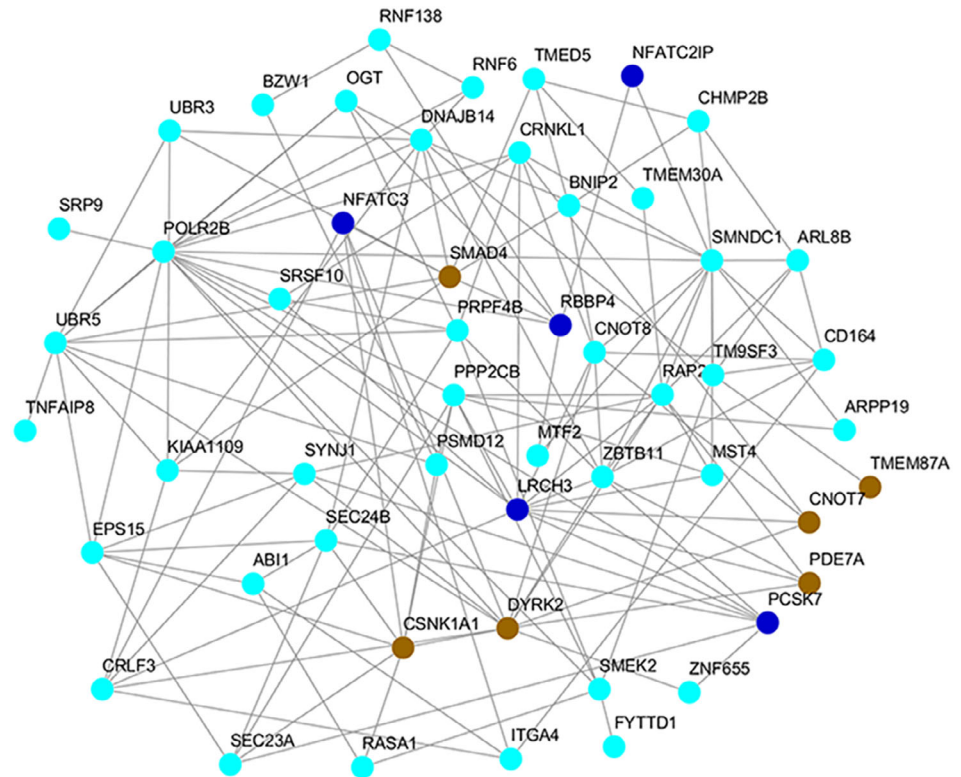 RNF138
NFATC2IP
TMED5
RNF6
BZW1
OGT
CHMP2B
UBR3
DNAJB14
CRNKL1
BNIP2
TMEM30A
NFATC3
SRP9
POLR2B
SMNDC1
ARL8B
SMAD4
SRSF10
PRPF4B
RBBP4
UBR5
CNOT8
CD164
TM9SF3
RAP2
PPP2CB
TNFAIP8
ARPP19
KIAA1109
SYNJ1
PSMD12
MTF2
ZBTB11
MST4
TMEM87A
LRCH3
CNOT7
SEC24B
EPS15
ABI1
PDE7A
PCSK7
DYRK2
CSNK1A1
CRLF3
SMEK2
ZNF655
FYTTD1
SEC23A
RASA1
ITGA4